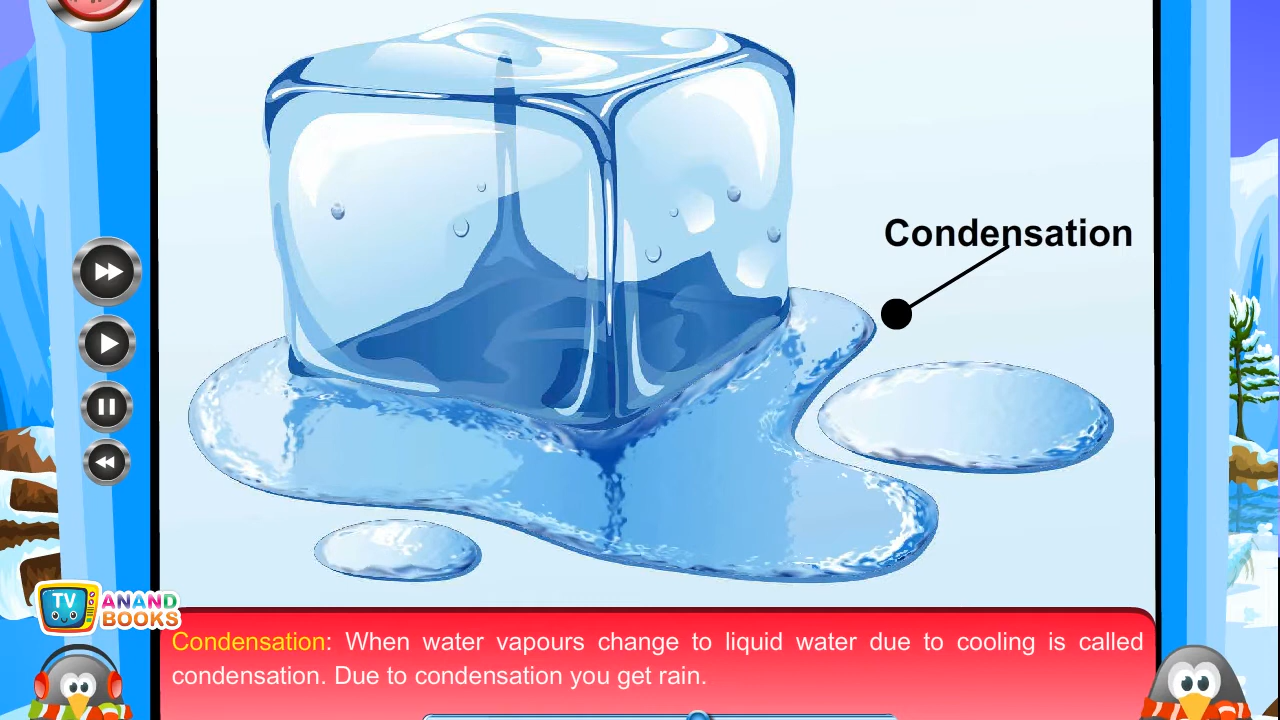 Condensation
TV ANAND
BOOKS
Condensation: When water vapours change to liquid water due to cooling is called
condensation. Due to condensation you get rain.